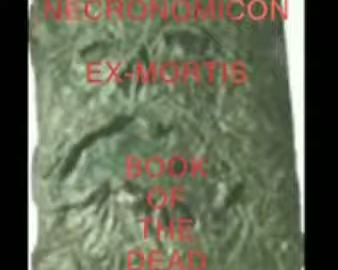 NECRONOMICON
EX-MORTIS
BOOK
OF
THE
DEAD